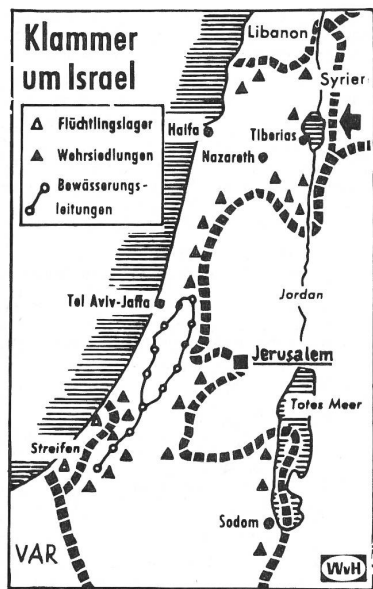 Klammer
um Israel
Flüchtlingslager
Wehrsiedlungen
Bewässerungs-
leitungen
Libanon
Syrien
Haifa
Tiberias
Nazareth
Tel Aviv-Jaffa
Jordan
Jerusalem
Totes Meer
Streifen
Sodom
VAR
WvH